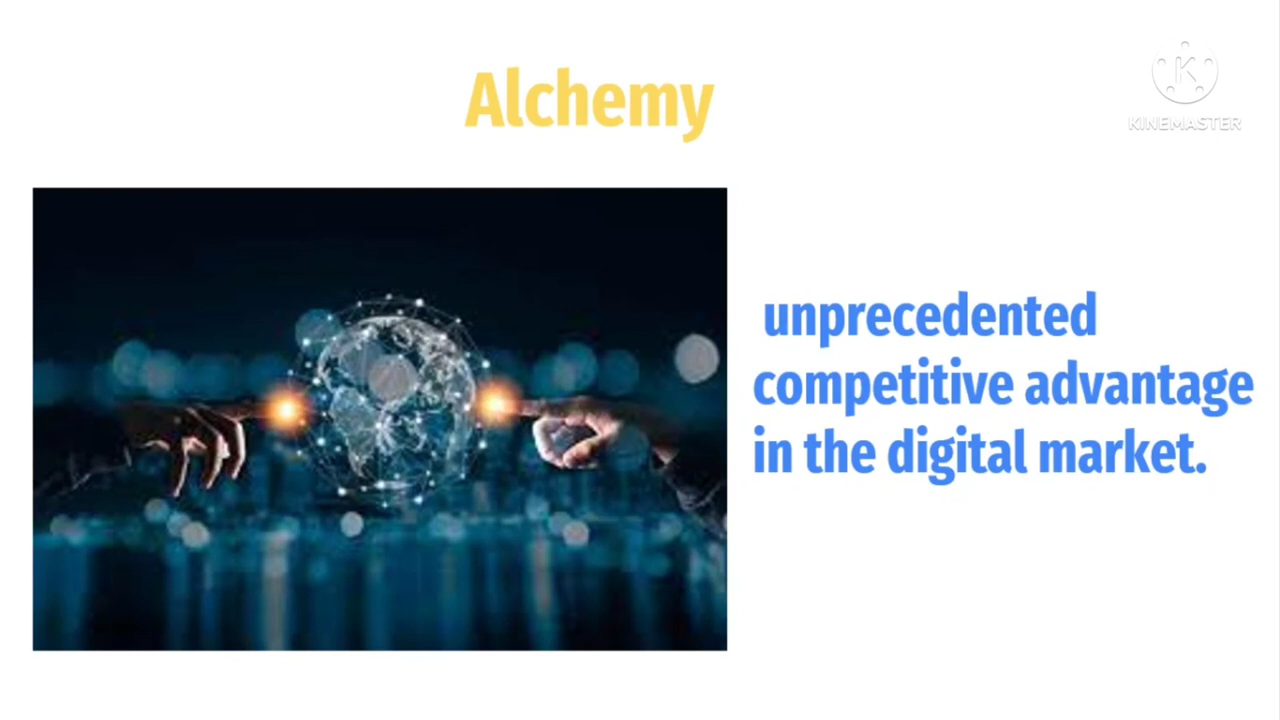 Alchemy
KINEMASTER
unprecedented
competitive advantage
in the digital market.